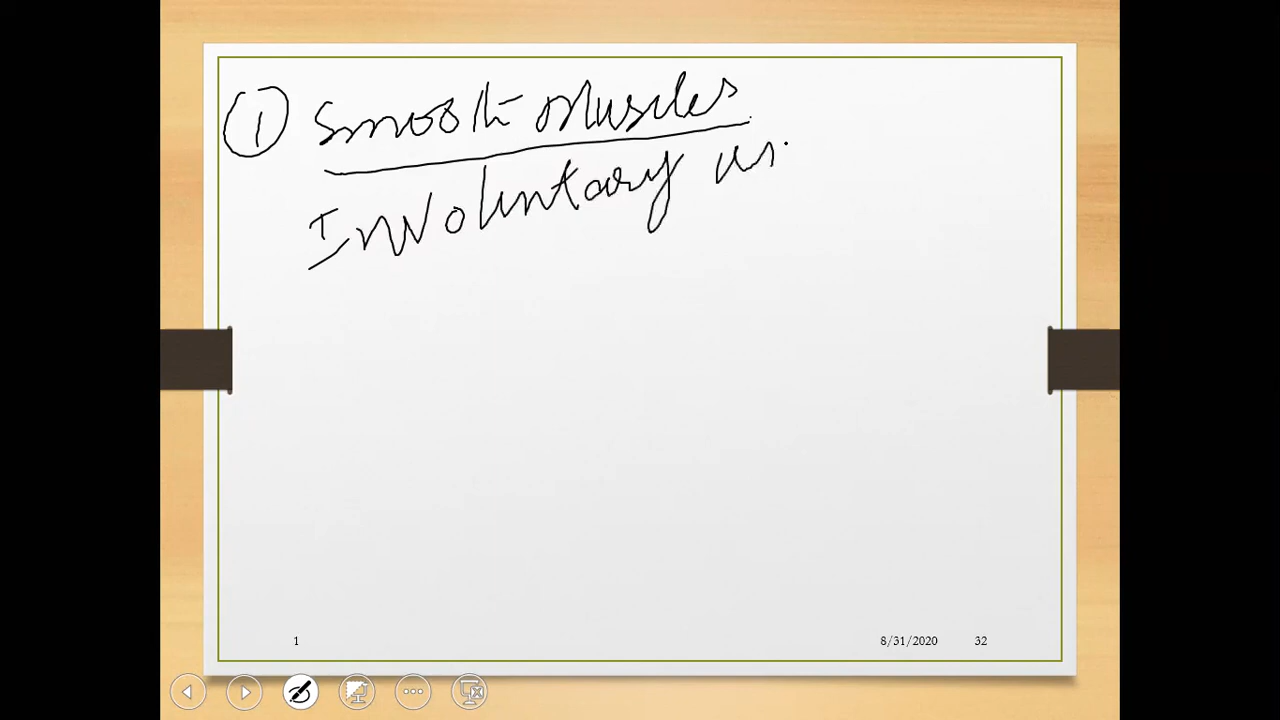 ① Smooth Muscles
Involuntary
1 8/31/2020 32